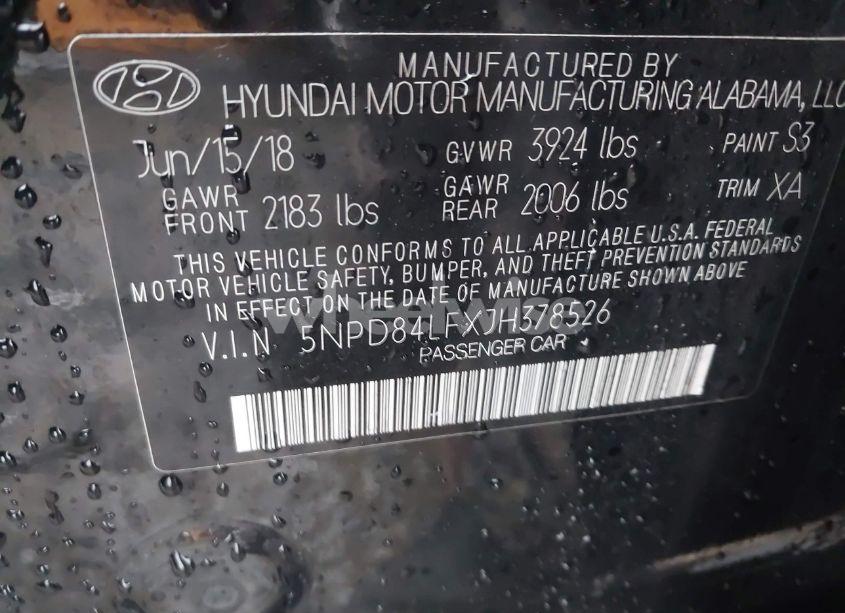 MANUFACTURED BY
HYUNDAI MOTOR MANUFACTURING ALABAMA, LLC
Jun/15/18 GVWR 3924 lbs PAINT S3
GAWR FRONT 2183 lbs GAWR REAR 2006 lbs TRIM XA
THIS VEHICLE CONFORMS TO ALL APPLICABLE U.S.A. FEDERAL
MOTOR VEHICLE SAFETY, BUMPER, AND THEFT PREVENTION STANDARDS
IN EFFECT ON THE DATE OF MANUFACTURE SHOWN ABOVE
V.I.N 5NPD84LFXJH378526
PASSENGER CAR